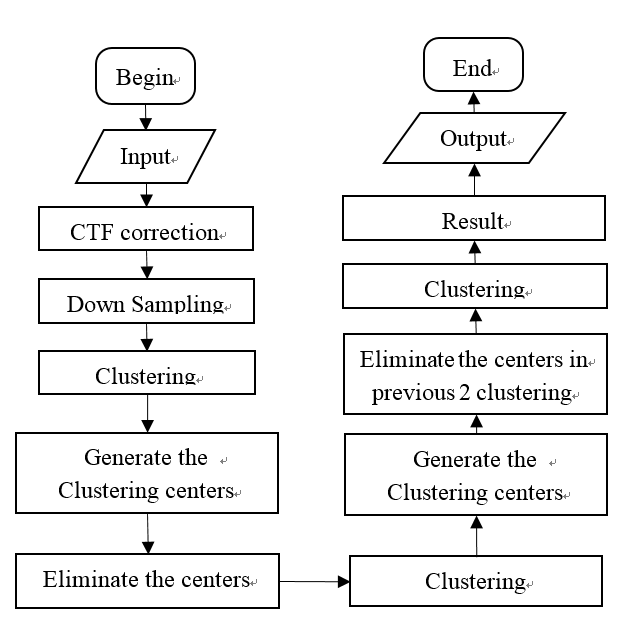 Begin
Input
CTF correction
Down Sampling
Clustering
Generate the
Clustering centers
Eliminate the centers
Clustering
Generate the
Clustering centers
Eliminate the centers in
previous 2 clustering
Clustering
Result
Output
End